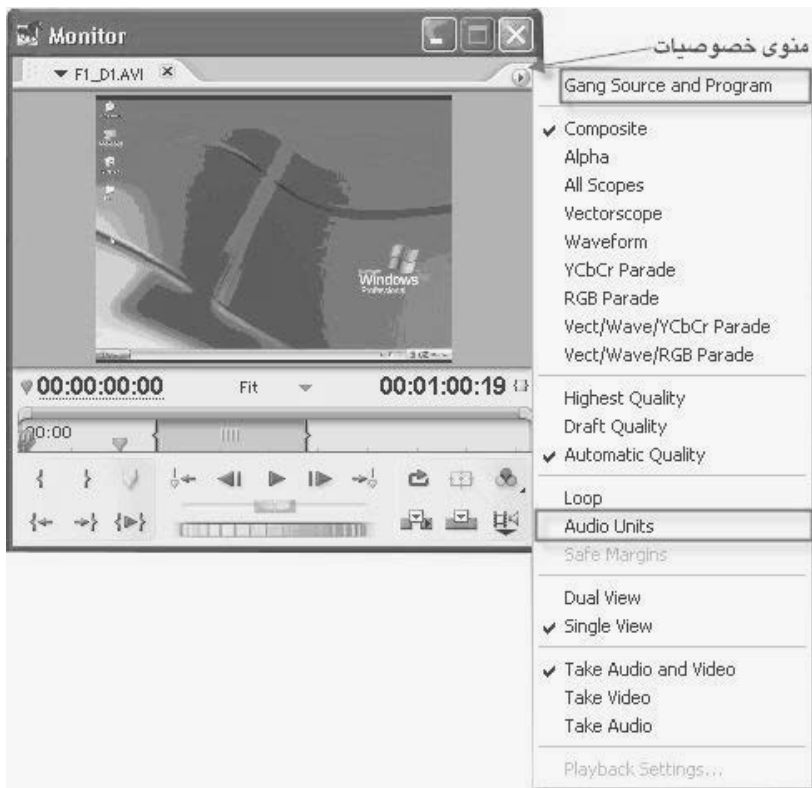 Monitor
منوی خصوصیات
F1_D1.AVI
Gang Source and Program
Composite
Alpha
All Scopes
Vectorscope
Waveform
YCbCr Parade
RGB Parade
Vect/Wave/YCbCr Parade
Vect/Wave/RGB Parade
Windows
Professional
00:00:00:00
Fit
00:01:00:19
00:00
Highest Quality
Draft Quality
Automatic Quality
Loop
Audio Units
Safe Margins
Dual View
Single View
Take Audio and Video
Take Video
Take Audio
Playback Settings...